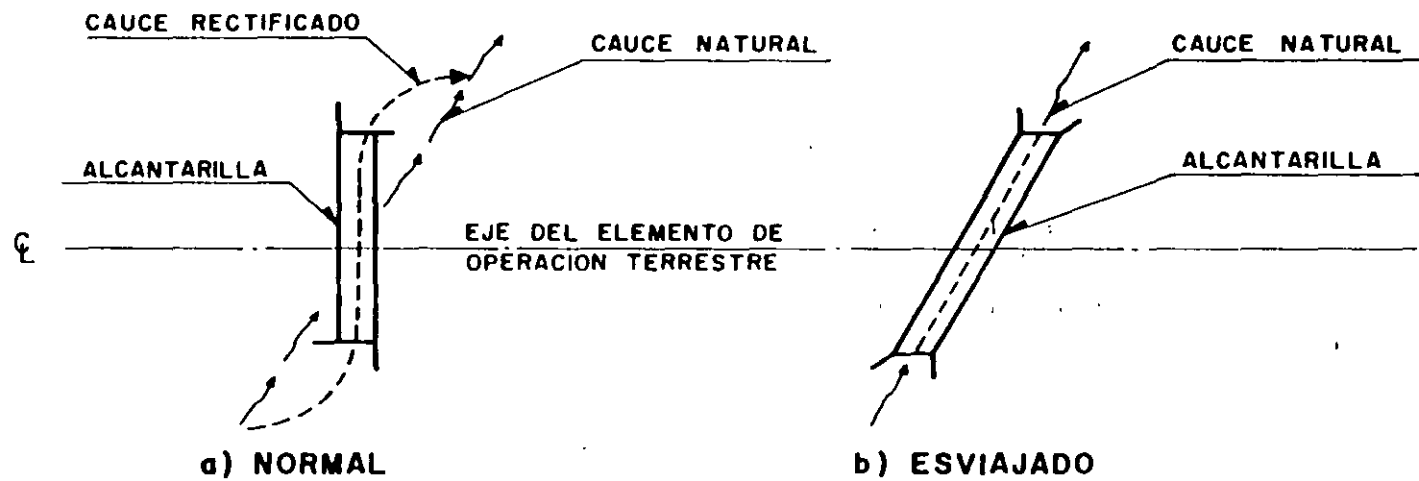 CAUCE RECTIFICADO
CAUCE NATURAL
ALCANTARILLA
℄
EJE DEL ELEMENTO DE
OPERACION TERRESTRE
a) NORMAL
CAUCE NATURAL
ALCANTARILLA
b) ESVIAJADO